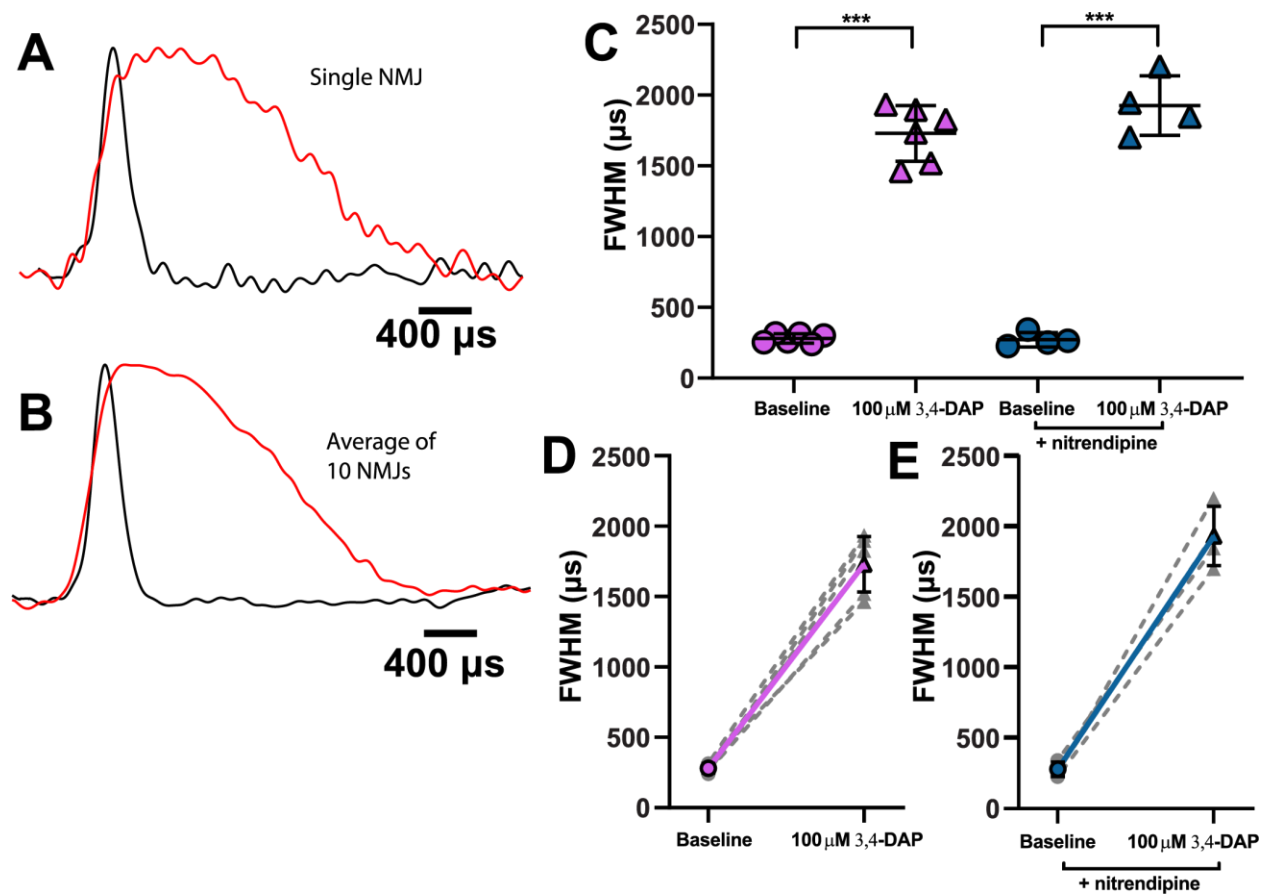 A
Single NMJ
400 µs
B
Average of
10 NMJs
400 µs
C
FWHM (µs)
2500
2000
1500
1000
500
0
***
***
Baseline
100 µM 3,4-DAP
Baseline
100 µM 3,4-DAP
+ nitrendipine
D
FWHM (µs)
2500
2000
1500
1000
500
0
Baseline
100 µM 3,4-DAP
E
FWHM (µs)
2500
2000
1500
1000
500
0
Baseline
100 µM 3,4-DAP
+ nitrendipine